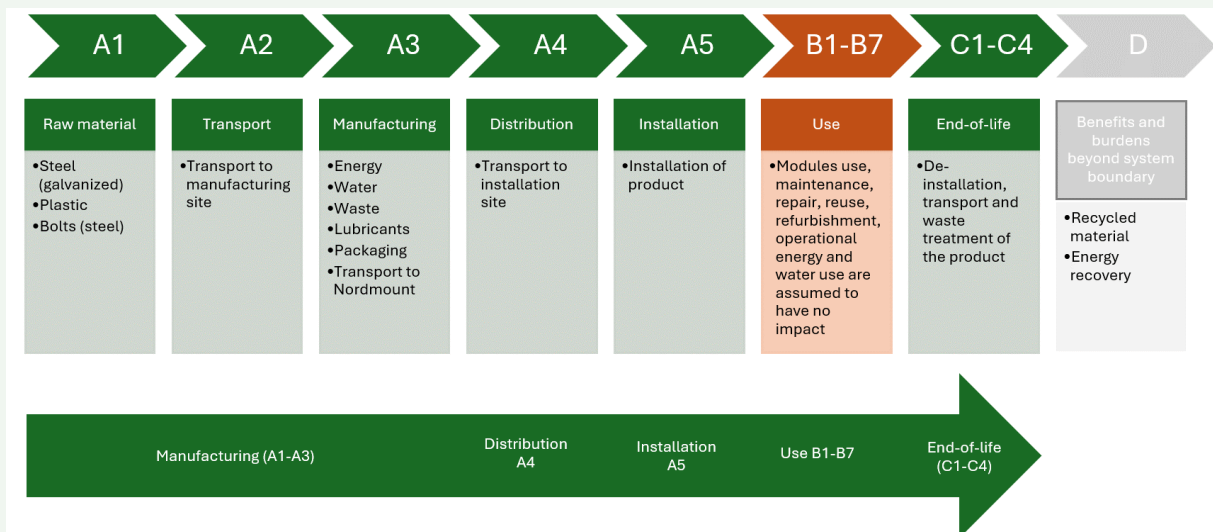 A1
A2
A3
A4
A5
B1-B7
C1-C4
D
Raw material
•Steel
(galvanized)
•Plastic
•Bolts (steel)
Transport
•Transport to
manufacturing
site
Manufacturing
•Energy
•Water
•Waste
•Lubricants
•Packaging
•Transport to
Nordmount
Distribution
•Transport to
installation
site
Installation
•Installation of
product
Use
•Modules use,
maintenance,
repair, reuse,
refurbishment,
operational
energy and
water use are
assumed to
have no
impact
End-of-life
•De-
installation,
transport and
waste
treatment of
the product
Benefits and
burdens
beyond system
boundary
•Recycled
material
•Energy
recovery
Manufacturing (A1-A3)
Distribution
A4
Installation
A5
Use B1-B7
End-of-life
(C1-C4)